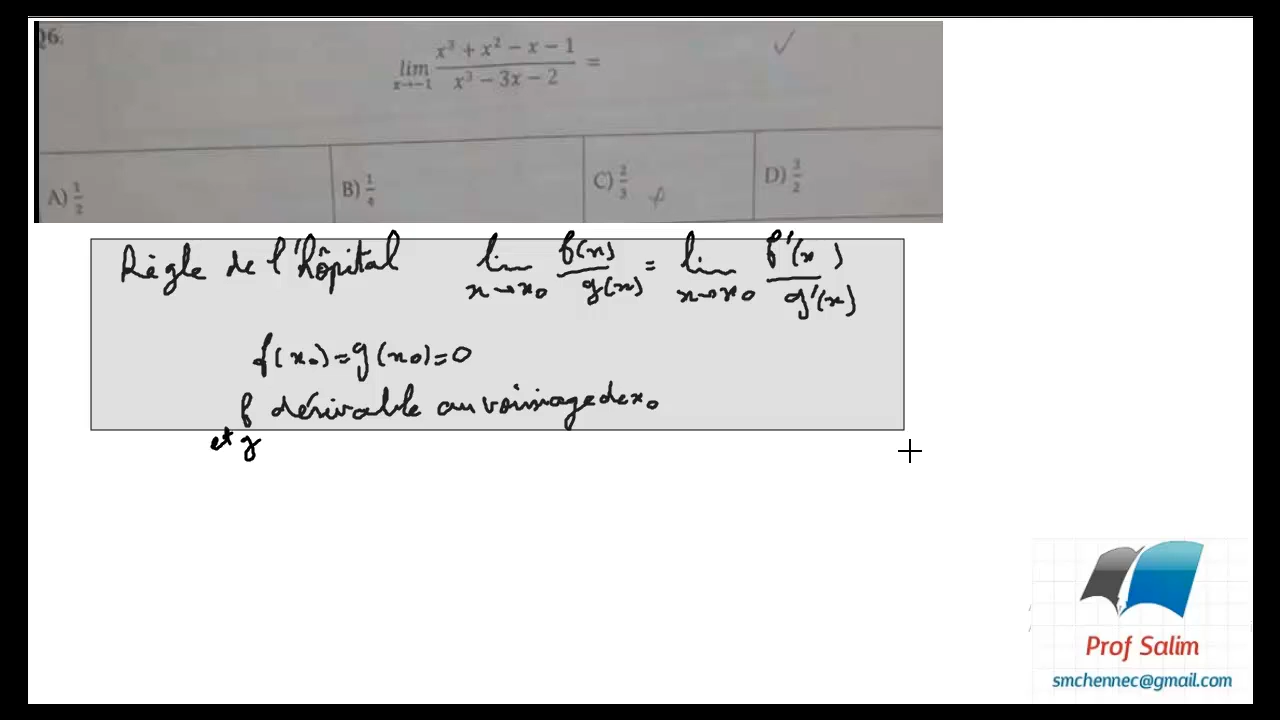 Q6.
lim x→-1 (x³ + x² − x − 1)/(x³ − 3x − 2) =
A) 1/2 B) 1/4 C) 2/3 D) 3/2
Règle de l'hôpital lim x→x₀ f(x)/g(x) = lim x→x₀ f'(x)/g'(x)
f(x₀) = g(x₀) = 0
f dérivable au voisinage de x₀
et g
Prof Salim
smchennec@gmail.com